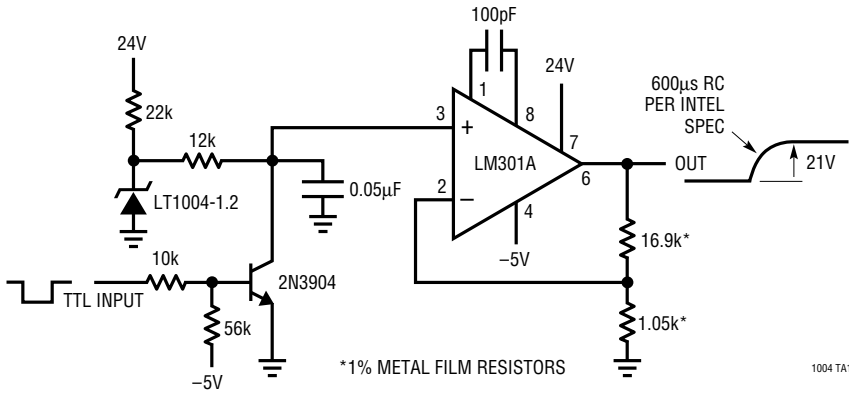 100pF
24V
24V
600µs RC
PER INTEL
SPEC
22k
1
8
3
12k
7
+
LM301A
OUT
21V
6
0.05µF
2
LT1004-1.2
–
4
16.9k*
–5V
10k
2N3904
TTL INPUT
56k
1.05k*
–5V
*1% METAL FILM RESISTORS